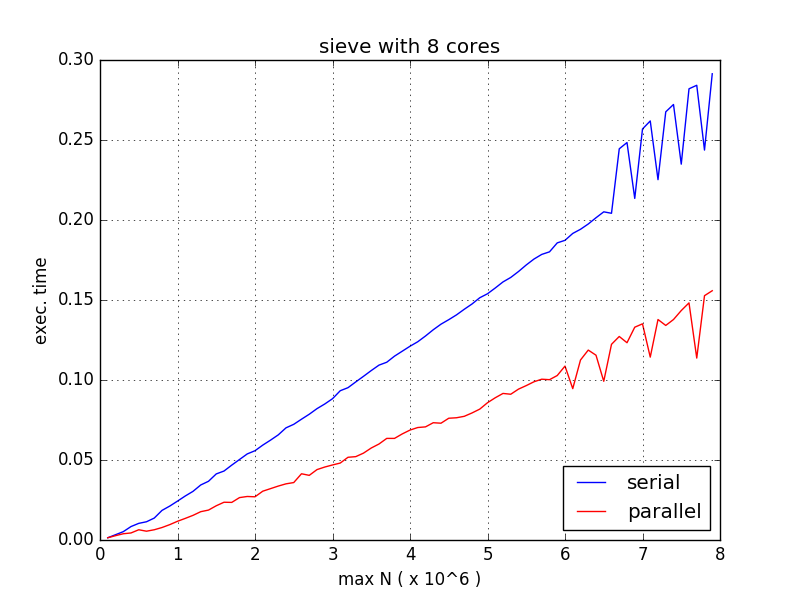 sieve with 8 cores
exec. time
0.30
0.25
0.20
0.15
0.10
0.05
0.00
0 1 2 3 4 5 6 7 8
max N ( x 10^6 )
serial
parallel